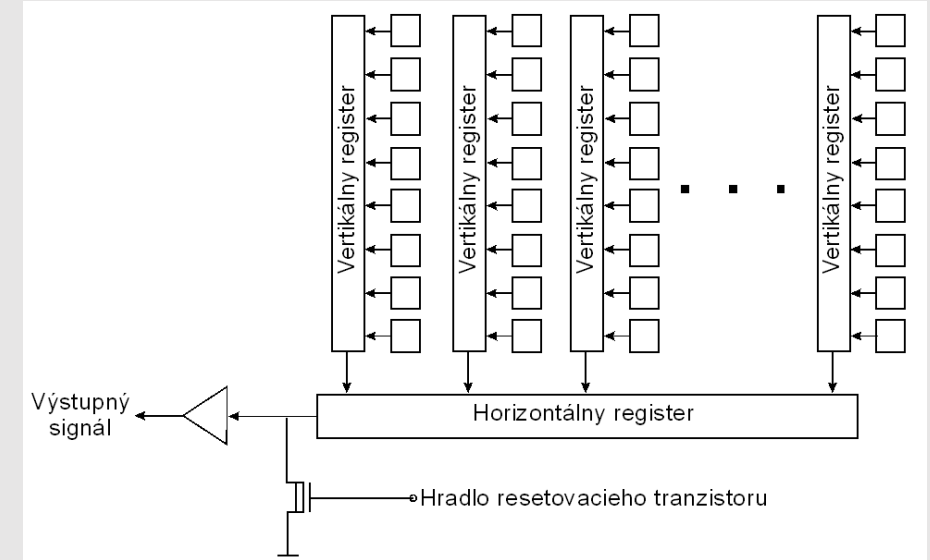 Vertikálny register
Vertikálny register
Vertikálny register
Vertikálny register
Horizontálny register
Výstupný
signál
Hradlo resetovacieho tranzistoru